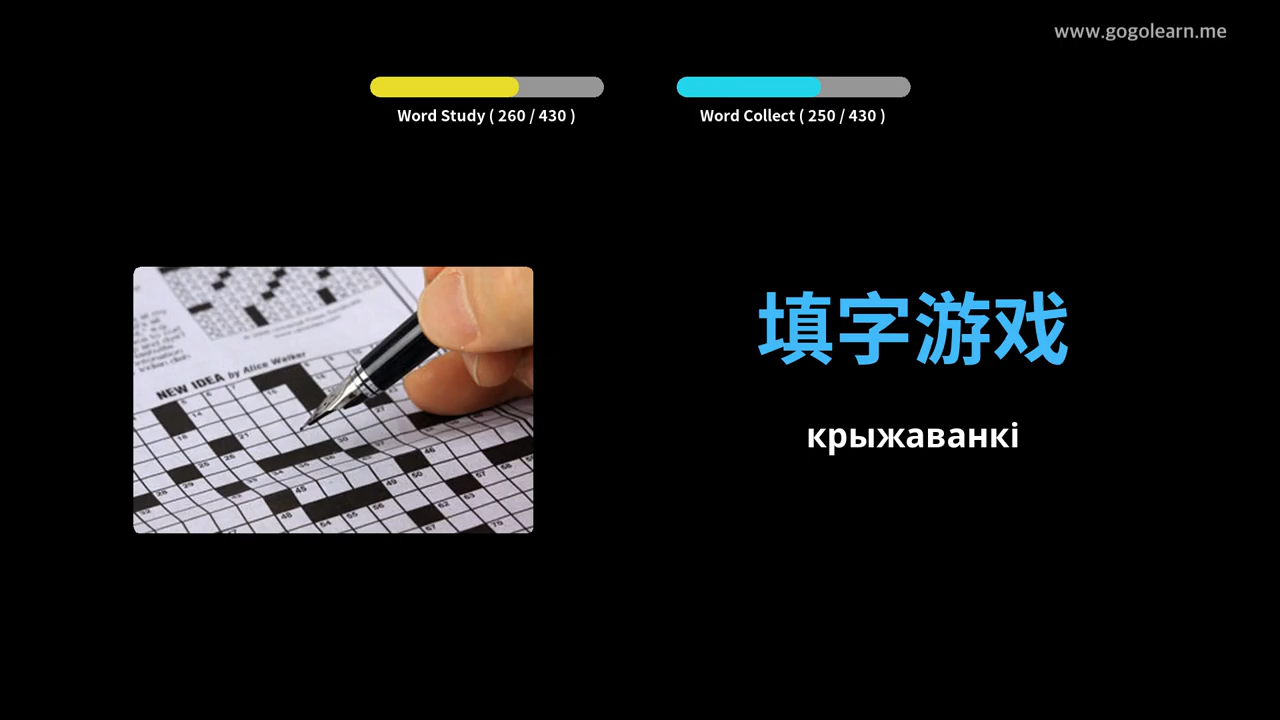 www.gogolearn.me
Word Study ( 260 / 430 )
Word Collect ( 250 / 430 )
填字游戏
крыжаванкі
NEW IDEA by Alice Walker